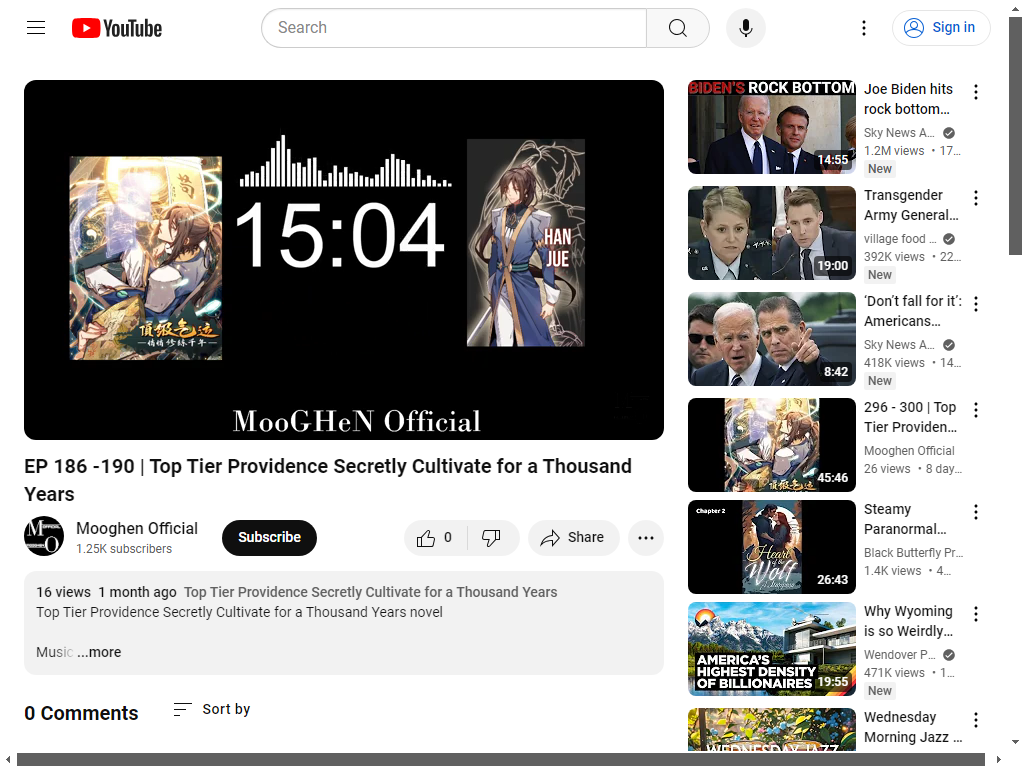 YouTube
Search
Sign in
頂級氣運
悄悄修練千年
15:04
HAN
JUE
MooGHeN Official
EP 186 -190 | Top Tier Providence Secretly Cultivate for a Thousand
Years
Mooghen Official
1.25K subscribers
Subscribe
0
Share
16 views 1 month ago Top Tier Providence Secretly Cultivate for a Thousand Years
Top Tier Providence Secretly Cultivate for a Thousand Years novel
Music ...more
0 Comments
Sort by
BIDEN'S ROCK BOTTOM
14:55
Joe Biden hits
rock bottom…
Sky News A…
1.2M views • 17…
New
19:00
Transgender
Army General…
village food …
392K views • 22…
New
8:42
‘Don’t fall for it’:
Americans…
Sky News A…
418K views • 14…
New
45:46
296 - 300 | Top
Tier Providen…
Mooghen Official
26 views • 8 day…
Chapter 2
Heart
of the
Wolf
26:43
Steamy
Paranormal…
Black Butterfly Pr…
1.4K views • 4…
AMERICA'S
HIGHEST DENSITY
OF BILLIONAIRES
19:55
Why Wyoming
is so Weirdly…
Wendover P…
471K views • 1…
New
WEDNESDAY JAZZ
Wednesday
Morning Jazz …